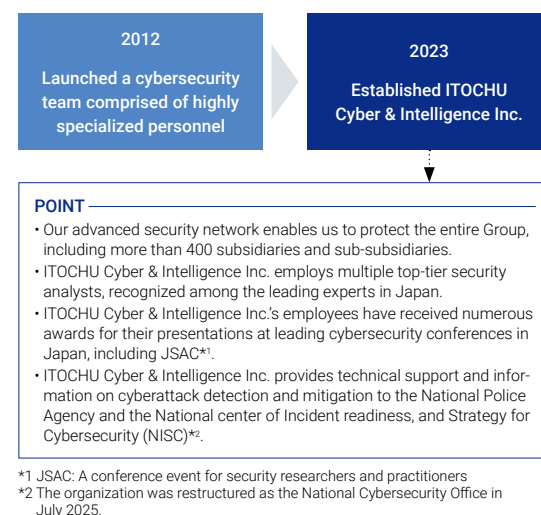 2012
Launched a cybersecurity
team comprised of highly
specialized personnel
2023
Established ITOCHU
Cyber & Intelligence Inc.
POINT
• Our advanced security network enables us to protect the entire Group,
including more than 400 subsidiaries and sub-subsidiaries.
• ITOCHU Cyber & Intelligence Inc. employs multiple top-tier security
analysts, recognized among the leading experts in Japan.
• ITOCHU Cyber & Intelligence Inc.'s employees have received numerous
awards for their presentations at leading cybersecurity conferences in
Japan, including JSAC*1.
• ITOCHU Cyber & Intelligence Inc. provides technical support and infor-
mation on cyberattack detection and mitigation to the National Police
Agency and the National center of Incident readiness, and Strategy for
Cybersecurity (NISC)*2.
*1 JSAC: A conference event for security researchers and practitioners
*2 The organization was restructured as the National Cybersecurity Office in
July 2025.